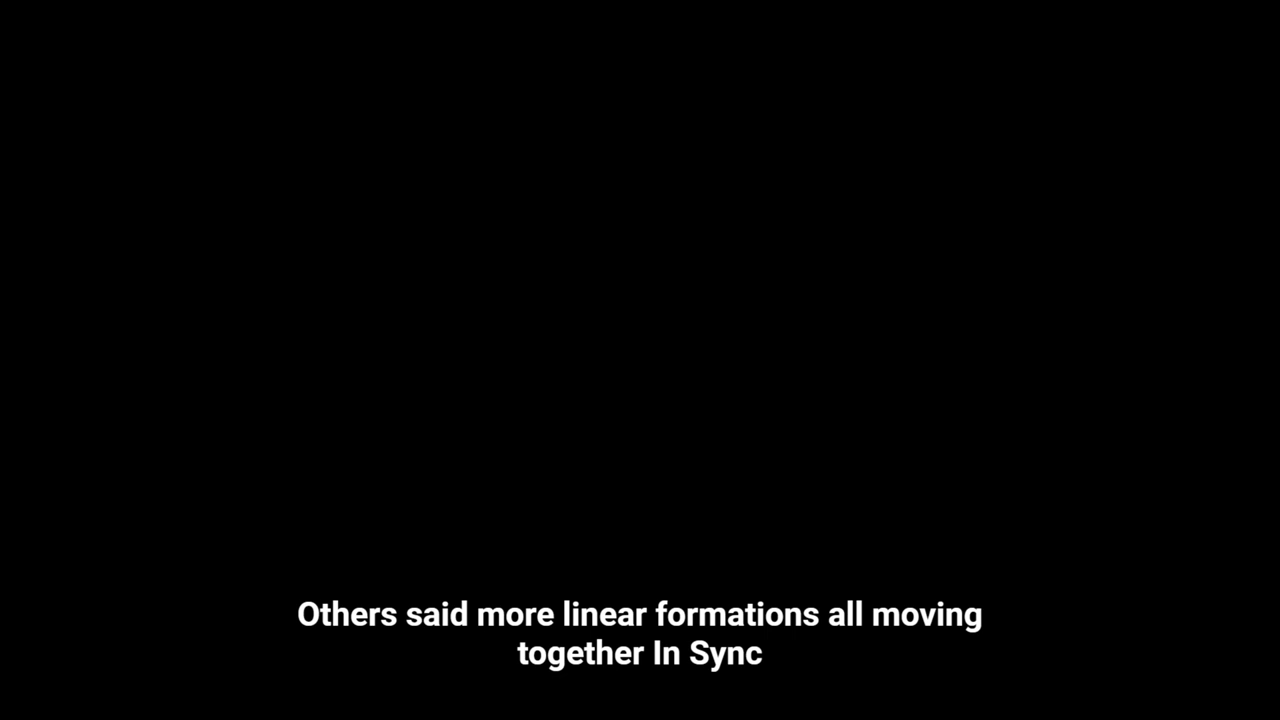 Others said more linear formations all moving
together In Sync